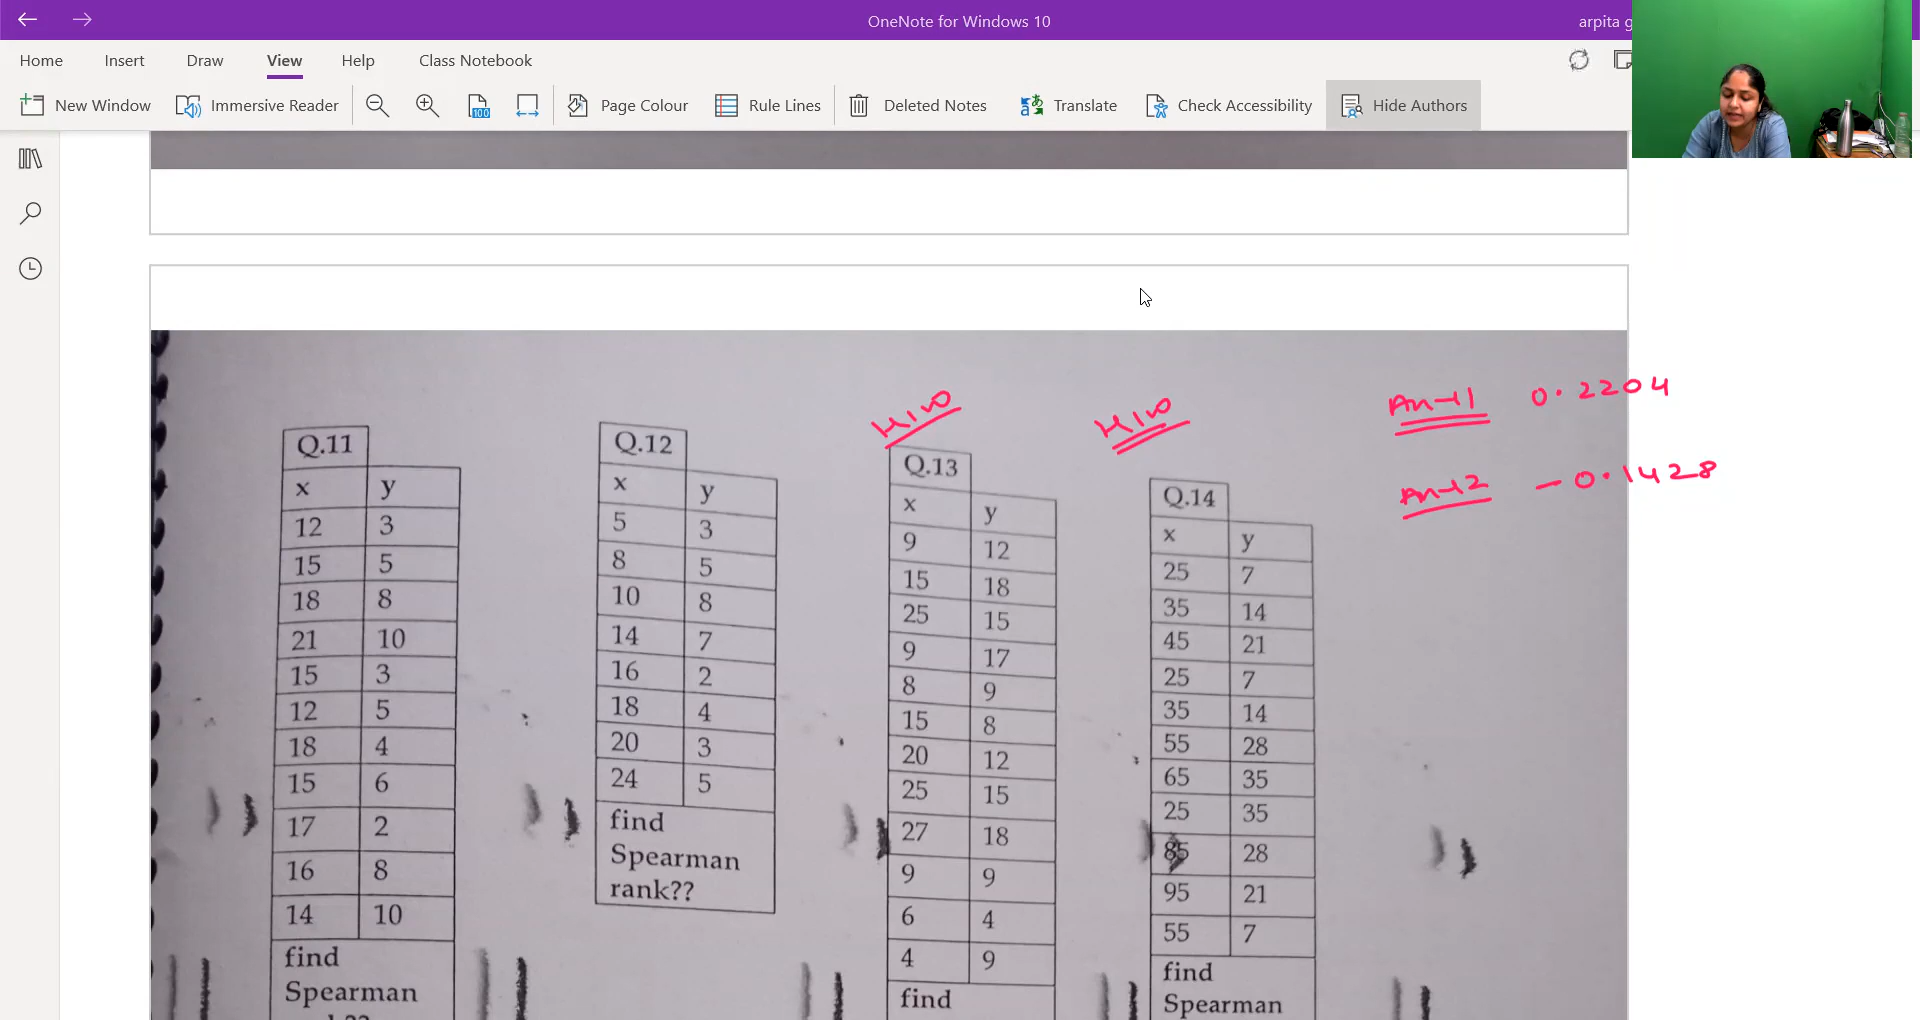 OneNote for Windows 10
arpita g
Home Insert Draw View Help Class Notebook
New Window Immersive Reader 100 Page Colour Rule Lines Deleted Notes Translate Check Accessibility Hide Authors
Q.11
x y
12 3
15 5
18 8
21 10
15 3
12 5
18 4
15 6
17 2
16 8
14 10
find
Spearman
Q.12
x y
5 3
8 5
10 8
14 7
16 2
18 4
20 3
24 5
find
Spearman
rank??
H/W
Q.13
x y
9 12
15 18
25 15
9 17
8 9
15 8
20 12
25 15
27 18
9 9
6 4
4 9
find
H/W
Q.14
x y
25 7
35 14
45 21
25 7
35 14
55 28
65 35
25 35
85 28
95 21
55 7
find
Spearman
An-11 0.2204
An-12 -0.1428